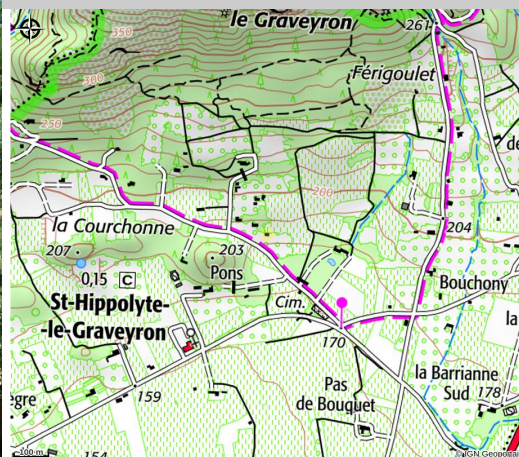 350
le Graveyron
261
300
Férigoulet
250
de
200
la Courchonne
204
207
203
0,15 C
Pons
Bouchony
St-Hippolyte-
-le-Graveyron
Cim.
la
170
la Barrianne
Sud 178
Pas
de Bouquet
159
egre
154
100 m
© IGN Geoportail